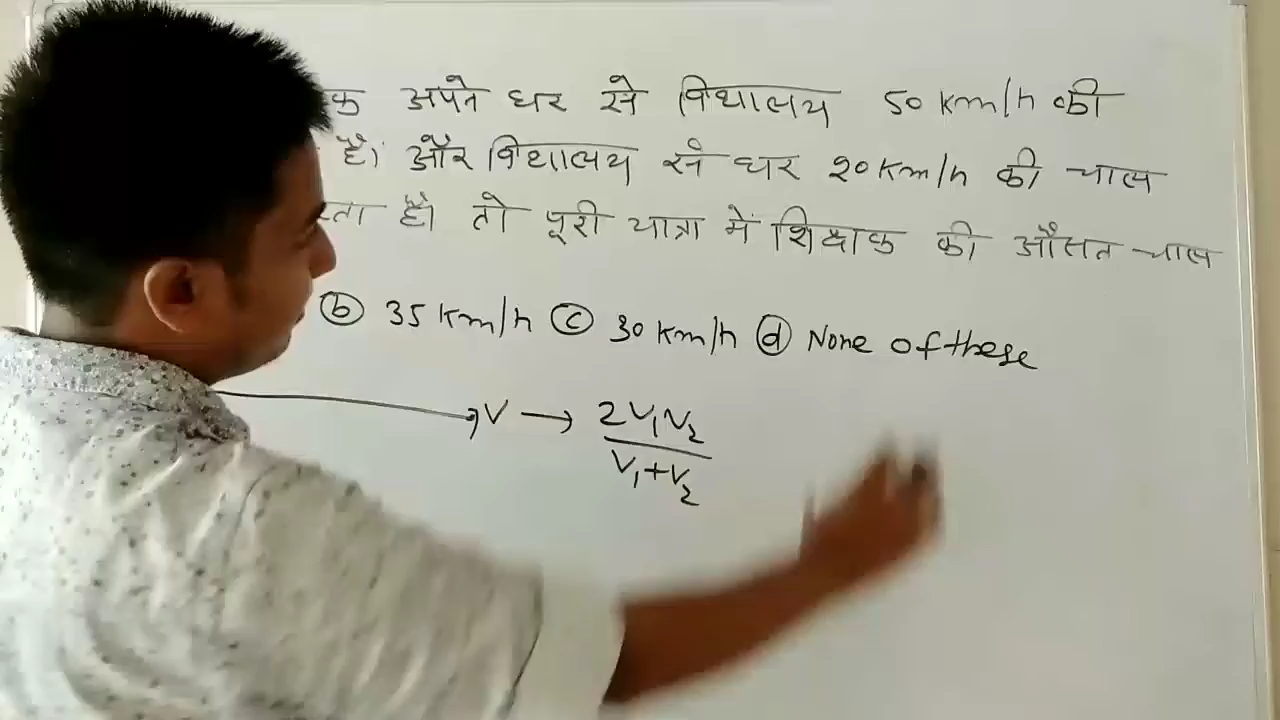 क अपने घर से विद्यालय 50 km/h की
है। और विद्यालय से घर 20 km/h की चाल
रता है। तो पूरी यात्रा में शिक्षक की औसत चाल
ⓑ 35 km/h ⓒ 30 km/h ⓓ None of these
V → 2V₁V₂
V₁+V₂